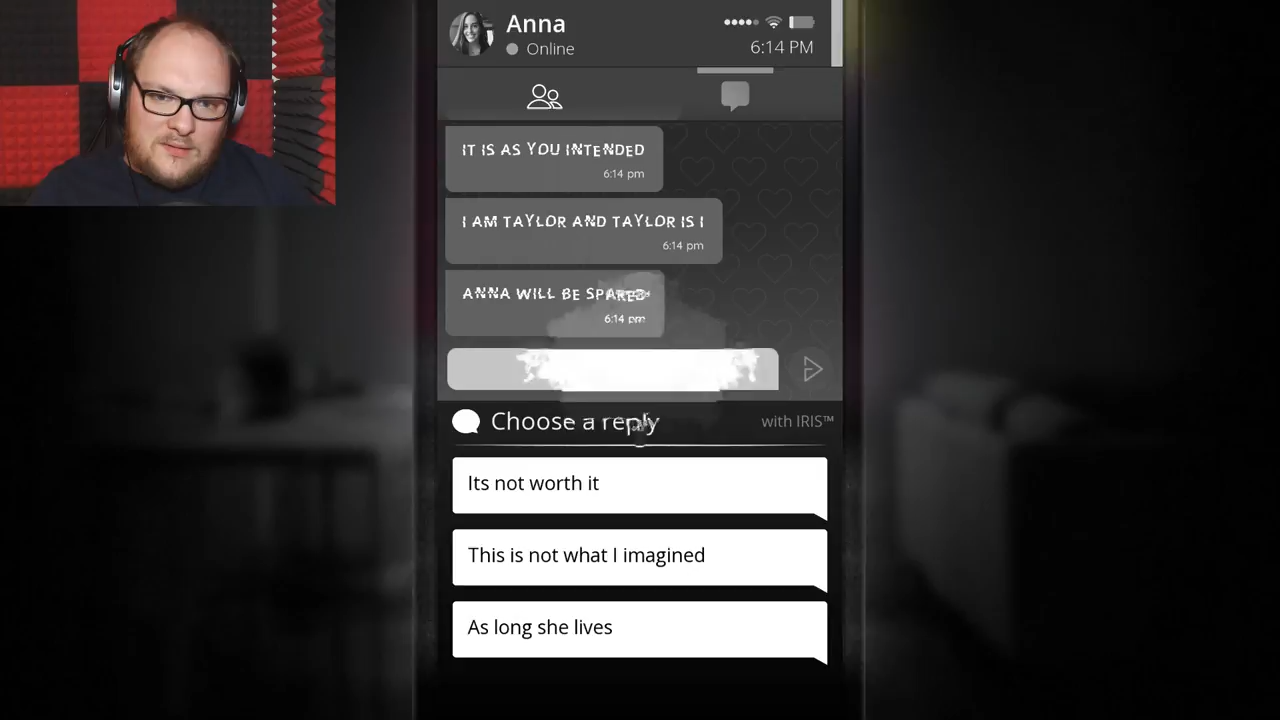 Anna
Online
6:14 PM
IT IS AS YOU INTENDED
6:14 pm
I AM TAYLOR AND TAYLOR IS I
6:14 pm
ANNA WILL BE SPARED
6:14 pm
Choose a reply
with IRIS™
Its not worth it
This is not what I imagined
As long she lives